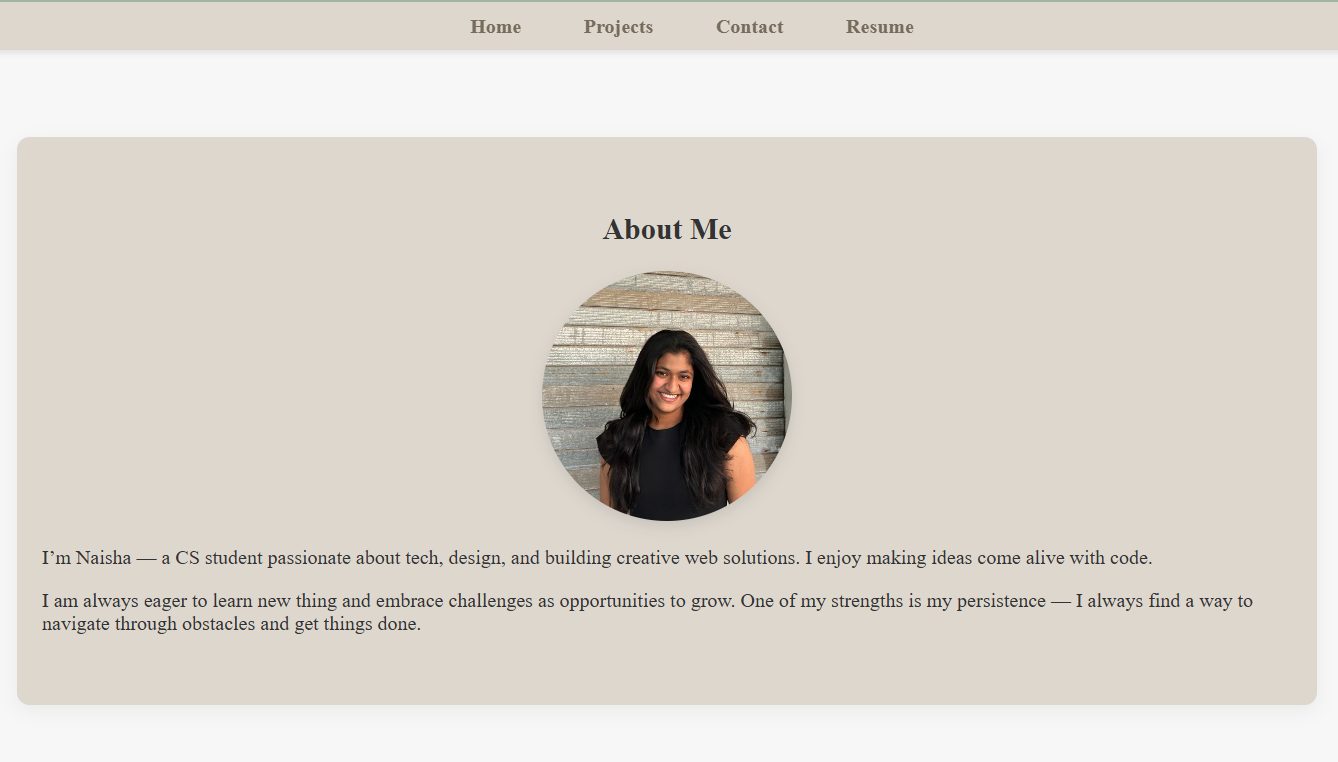 Home Projects Contact Resume
About Me
I’m Naisha — a CS student passionate about tech, design, and building creative web solutions. I enjoy making ideas come alive with code.
I am always eager to learn new thing and embrace challenges as opportunities to grow. One of my strengths is my persistence — I always find a way to
navigate through obstacles and get things done.